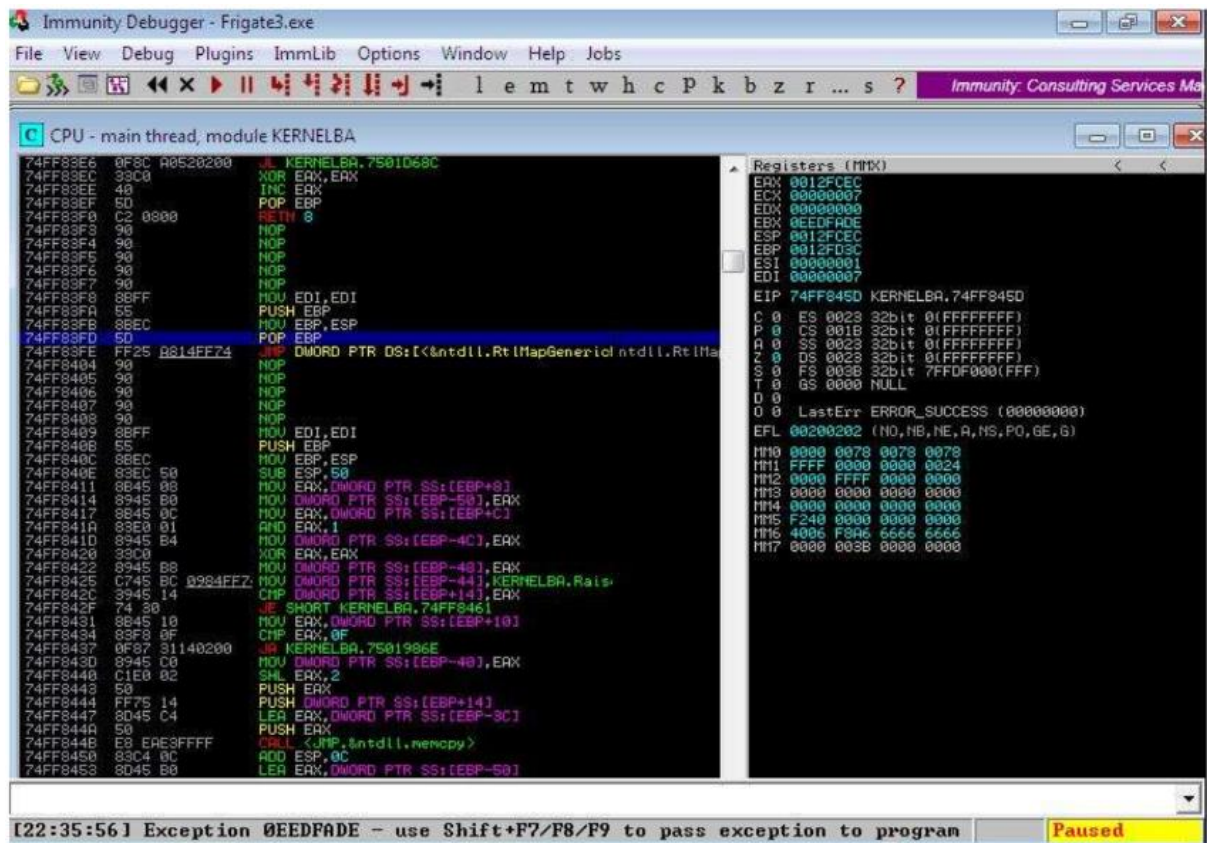 Immunity Debugger - Frigate3.exe
File View Debug Plugins ImmLib Options Window Help Jobs
l e m t w h c P k b z r ... s ? Immunity: Consulting Services Ma
C CPU - main thread, module KERNELBA
74FF83E6 0F8C A0520200 JL KERNELBA.7501D68C
74FF83EC 33C0 XOR EAX,EAX
74FF83EE 40 INC EAX
74FF83EF 5D POP EBP
74FF83F0 C2 0800 RETN 8
74FF83F3 90 NOP
74FF83F4 90 NOP
74FF83F5 90 NOP
74FF83F6 90 NOP
74FF83F7 90 NOP
74FF83F8 8BFF MOV EDI,EDI
74FF83FA 55 PUSH EBP
74FF83FB 8BEC MOV EBP,ESP
74FF83FD 5D POP EBP
74FF83FE FF25 A814FF74 JMP DWORD PTR DS:[<&ntdll.RtlMapGenericM ntdll.RtlMa
74FF8404 90 NOP
74FF8405 90 NOP
74FF8406 90 NOP
74FF8407 90 NOP
74FF8408 90 NOP
74FF8409 8BFF MOV EDI,EDI
74FF840B 55 PUSH EBP
74FF840C 8BEC MOV EBP,ESP
74FF840E 83EC 50 SUB ESP,50
74FF8411 8B45 08 MOV EAX,DWORD PTR SS:[EBP+8]
74FF8414 8945 B0 MOV DWORD PTR SS:[EBP-50],EAX
74FF8417 8B45 0C MOV EAX,DWORD PTR SS:[EBP+C]
74FF841A 83E0 01 AND EAX,1
74FF841D 8945 B4 MOV DWORD PTR SS:[EBP-4C],EAX
74FF8420 33C0 XOR EAX,EAX
74FF8422 8945 B8 MOV DWORD PTR SS:[EBP-48],EAX
74FF8425 C745 BC 0984FF7 MOV DWORD PTR SS:[EBP-44],KERNELBA.Rais
74FF842C 3945 14 CMP DWORD PTR SS:[EBP+14],EAX
74FF842F 74 30 JE SHORT KERNELBA.74FF8461
74FF8431 8B45 10 MOV EAX,DWORD PTR SS:[EBP+10]
74FF8434 83F8 0F CMP EAX,0F
74FF8437 0F87 31140200 JA KERNELBA.7501986E
74FF843D 8945 C0 MOV DWORD PTR SS:[EBP-40],EAX
74FF8440 C1E0 02 SHL EAX,2
74FF8443 50 PUSH EAX
74FF8444 FF75 14 PUSH DWORD PTR SS:[EBP+14]
74FF8447 8D45 C4 LEA EAX,DWORD PTR SS:[EBP-3C]
74FF844A 50 PUSH EAX
74FF844B E8 EAE3FFFF CALL <JMP.&ntdll.memcpy>
74FF8450 83C4 0C ADD ESP,0C
74FF8453 8D45 B0 LEA EAX,DWORD PTR SS:[EBP-50]
Registers (MMX) < <
EAX 0012FCEC
ECX 00000007
EDX 00000000
EBX 0EEDFADE
ESP 0012FCEC
EBP 0012FD3C
ESI 00000001
EDI 00000007
EIP 74FF845D KERNELBA.74FF845D
C 0 ES 0023 32bit 0(FFFFFFFF)
P 0 CS 001B 32bit 0(FFFFFFFF)
A 0 SS 0023 32bit 0(FFFFFFFF)
Z 0 DS 0023 32bit 0(FFFFFFFF)
S 0 FS 003B 32bit 7FFDF000(FFF)
T 0 GS 0000 NULL
D 0
O 0 LastErr ERROR_SUCCESS (00000000)
EFL 00200202 (NO,NB,NE,A,NS,PO,GE,G)
MM0 0000 0078 0078 0078
MM1 FFFF 0000 0000 0024
MM2 0000 FFFF 0000 0000
MM3 0000 0000 0000 0000
MM4 0000 0000 0000 0000
MM5 F240 0000 0000 0000
MM6 4006 F8A6 6666 6666
MM7 0000 003B 0000 0000
[22:35:56] Exception 0EEDFADE - use Shift+F7/F8/F9 to pass exception to program Paused